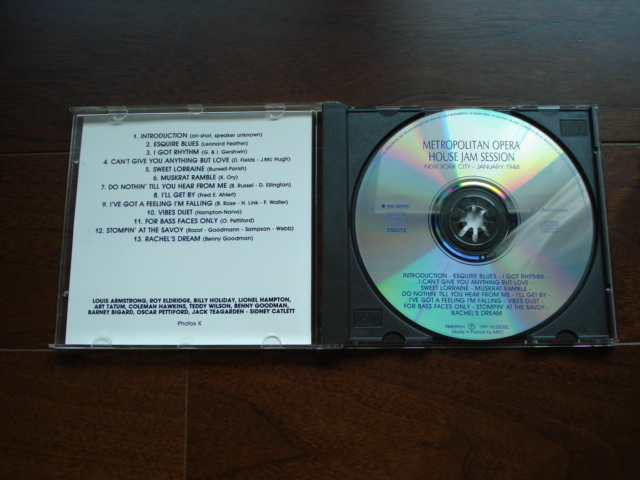 1. INTRODUCTION (air-shot, speaker unknown)
2. ESQUIRE BLUES (Leonard Feather)
3. I GOT RHYTHM (G. & I. Gershwin)
4. CAN'T GIVE YOU ANYTHING BUT LOVE (D. Fields - J.Mc Hugh)
5. SWEET LORRAINE (Burwell-Parish)
6. MUSKRAT RAMBLE (K. Ory)
7. DO NOTHIN' TILL YOU HEAR FROM ME (B. Russel - D. Ellington)
8. I'LL GET BY (Fred E. Ahlert)
9. I'VE GOT A FEELING I'M FALLING (B. Rose - H. Link - F. Waller)
10. VIBES DUET (Hampton-Norvo)
11. FOR BASS FACES ONLY (O. Pettiford)
12. STOMPIN' AT THE SAVOY (Razaf - Goodmann - Sampson - Webb)
13. RACHEL'S DREAM (Benny Goodman)
LOUIS ARMSTRONG, ROY ELDRIDGE, BILLY HOLIDAY, LIONEL HAMPTON,
ART TATUM, COLEMAN HAWKINS, TEDDY WILSON, BENNY GOODMAN,
BARNEY BIGARD, OSCAR PETTIFORD, JACK TEAGARDEN - SIDNEY CATLETT
Photos X
METROPOLITAN OPERA
HOUSE JAM SESSION
NEW YORK CITY - JANUARY 1944
550212
INTRODUCTION - ESQUIRE BLUES - I GOT RHYTHM -
I CAN'T GIVE YOU ANYTHING BUT LOVE -
SWEET LORRAINE - MUSKRAT RAMBLE -
DO NOTHIN' TILL YOU HEAR FROM ME - I'LL GET BY -
I'VE GOT A FEELING I'M FALLING - VIBES DUET -
FOR BASS FACES ONLY - STOMPIN' AT THE SAVOY -
RACHEL'S DREAM
Selection ℗ 1991 MUSIDISC
Made in France by MPO